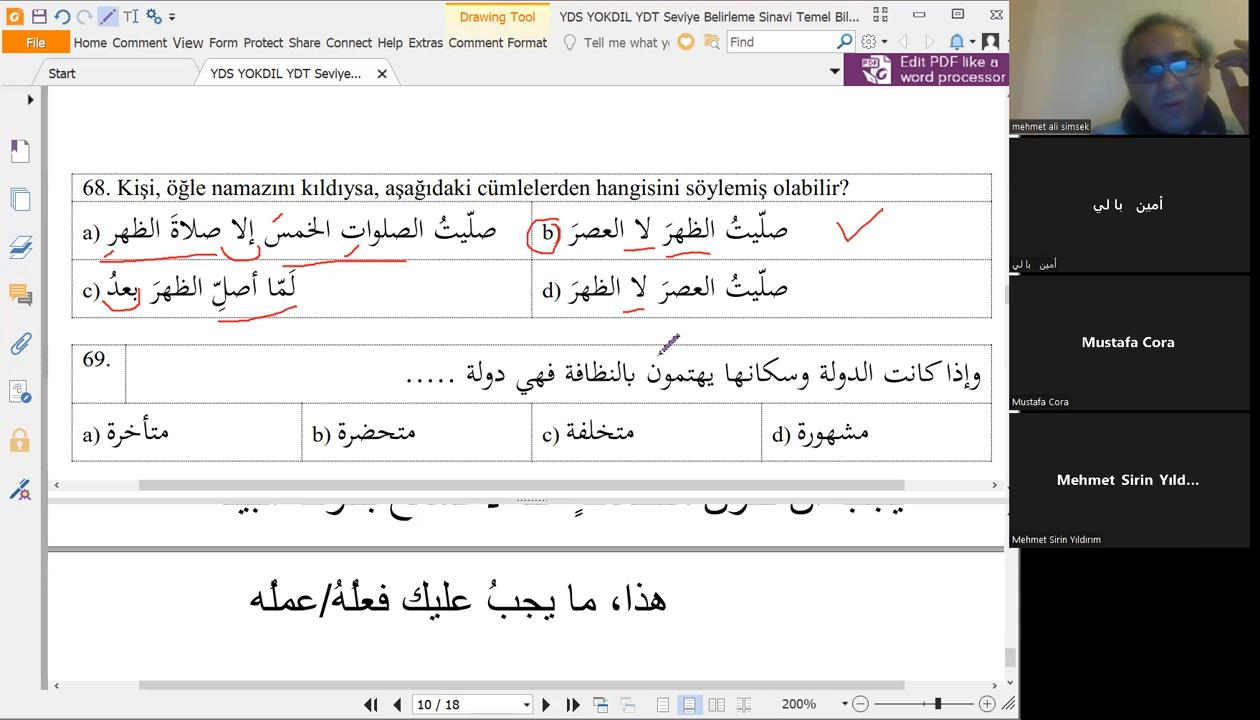 YDS YOKDIL YDT Seviye Belirleme Sinavi Temel Bil...
Drawing Tool
File Home Comment View Form Protect Share Connect Help Extras Comment Format Tell me Find
Start
YDS YOKDIL YDT Seviye...
Edit PDF like a
word processor
68. Kişi, öğle namazını kıldıysa, aşağıdaki cümlelerden hangisini söylemiş olabilir?
a) صلّيتُ الصلواتِ الخمسَ إلا صلاةَ الظهرِ
b) صلّيتُ الظهرَ لا العصرَ
c) لَمّا أصلِّ الظهرَ بعدُ
d) صلّيتُ العصرَ لا الظهرَ
69. وإذا كانت الدولة وسكانها يهتمون بالنظافة فهي دولة .....
a) متأخرة
b) متحضرة
c) متخلفة
d) مشهورة
هذا، ما يجبُ عليك فعلُهُ/عملُه
10 / 18
200%
mehmet ali simsek
أمين با لي
أمين با لي
Mustafa Cora
Mustafa Cora
Mehmet Sirin Yıld...
Mehmet Sirin Yıldırım